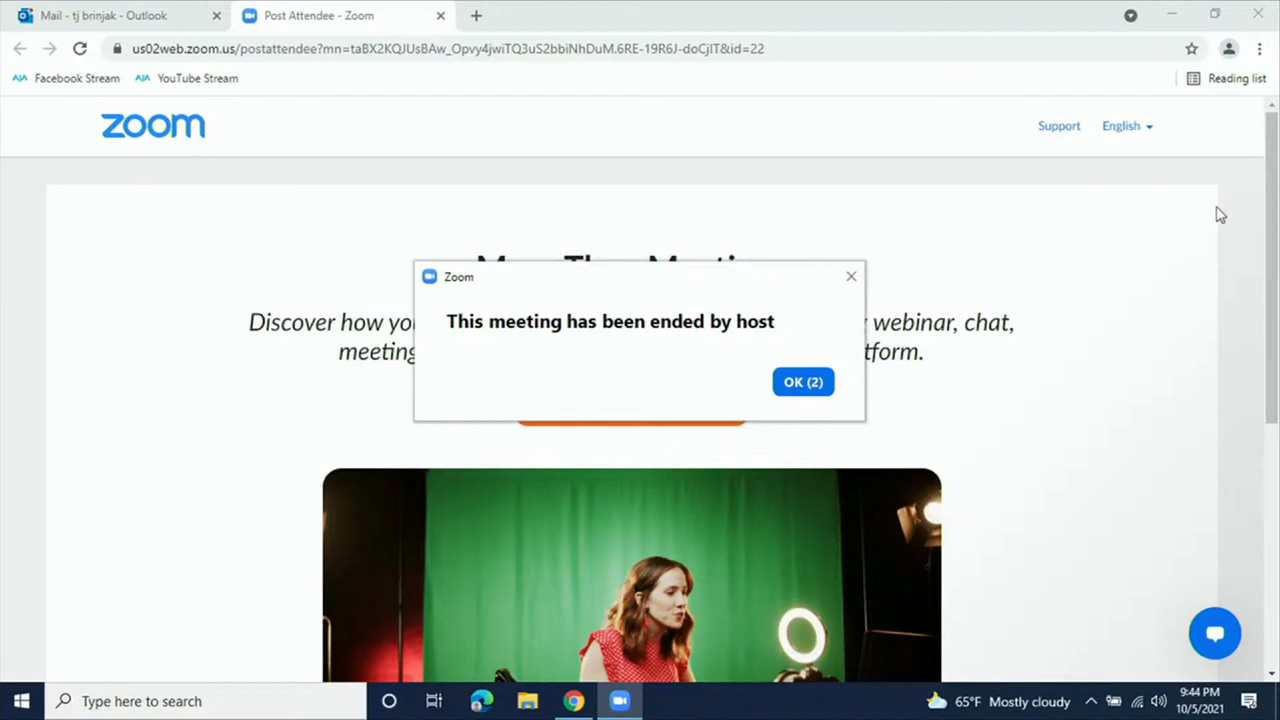 Mail - tj brinjak - Outlook
Post Attendee - Zoom
us02web.zoom.us/postattendee?mn=taBX2KQJUsBAw_Opvy4jwiTQ3uS2bbiNhDuM.6RE-19R6J-doCjIT&id=22
Facebook Stream
YouTube Stream
Reading list
zoom
Support
English
Discover how you webinar, chat,
Zoom
This meeting has been ended by host
meeting tform.
OK (2)
Type here to search
65°F Mostly cloudy
9:44 PM
10/5/2021